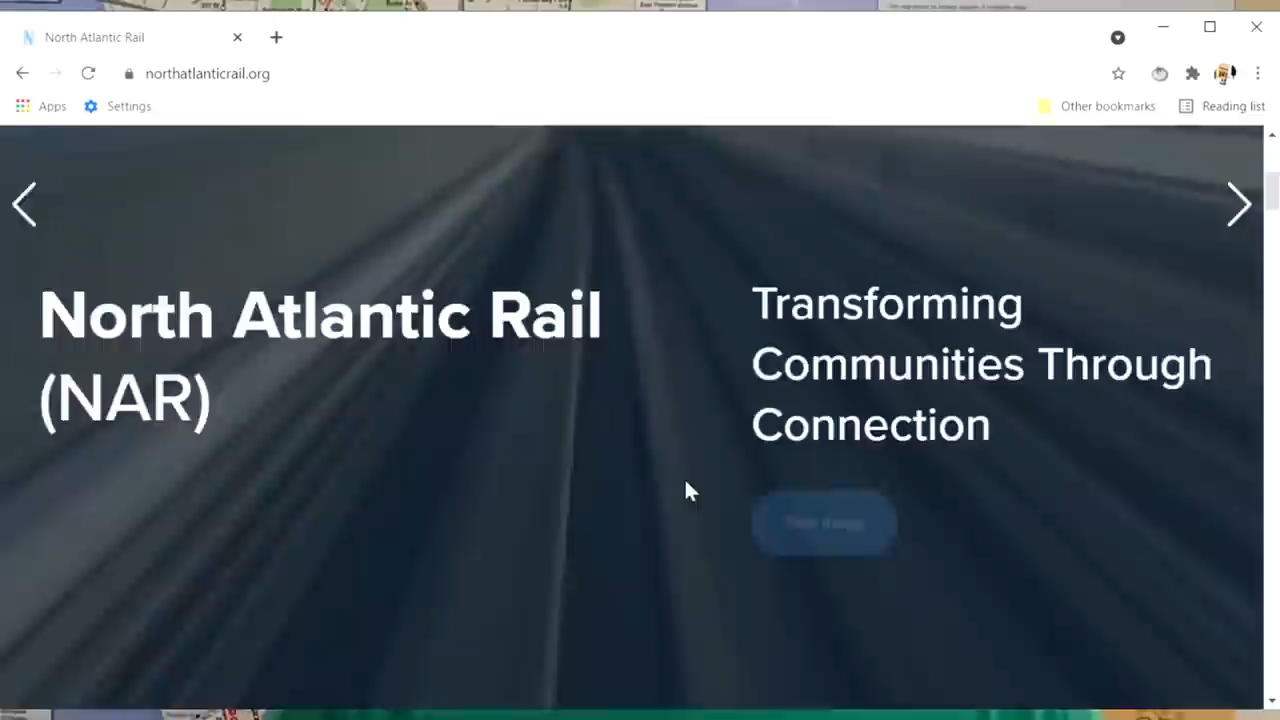 North Atlantic Rail
northatlanticrail.org
Apps
Settings
Other bookmarks
Reading list
North Atlantic Rail
(NAR)
Transforming
Communities Through
Connection